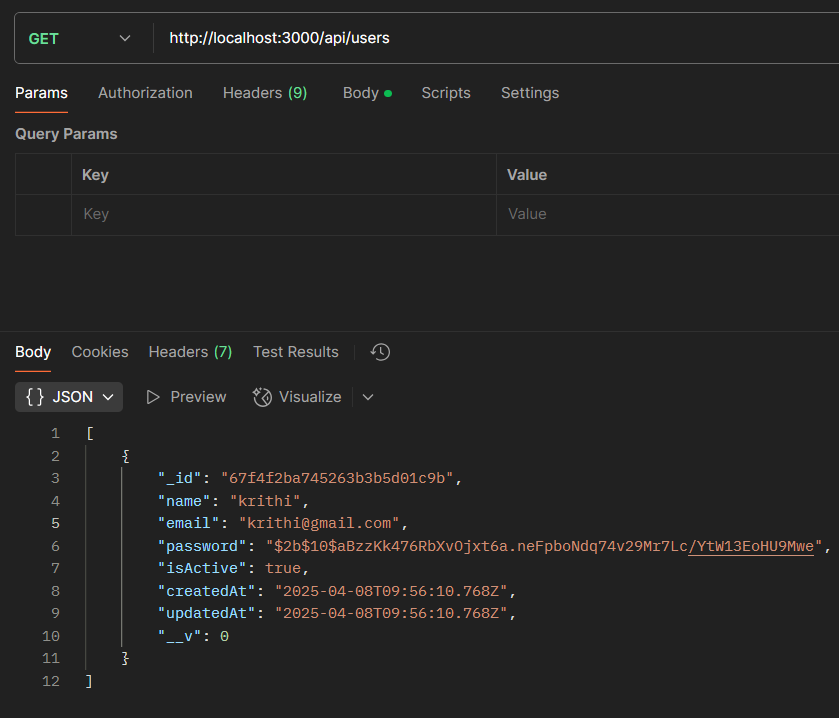 GET http://localhost:3000/api/users
Params Authorization Headers (9) Body Scripts Settings
Query Params
Key Value
Key Value
Body Cookies Headers (7) Test Results
{} JSON Preview Visualize
1 [
2 {
3 "_id": "67f4f2ba745263b3b5d01c9b",
4 "name": "krithi",
5 "email": "krithi@gmail.com",
6 "password": "$2b$10$aBzzKk476RbXvOjxt6a.neFpboNdq74v29Mr7Lc/YtW13EoHU9Mwe",
7 "isActive": true,
8 "createdAt": "2025-04-08T09:56:10.768Z",
9 "updatedAt": "2025-04-08T09:56:10.768Z",
10 "__v": 0
11 }
12 ]